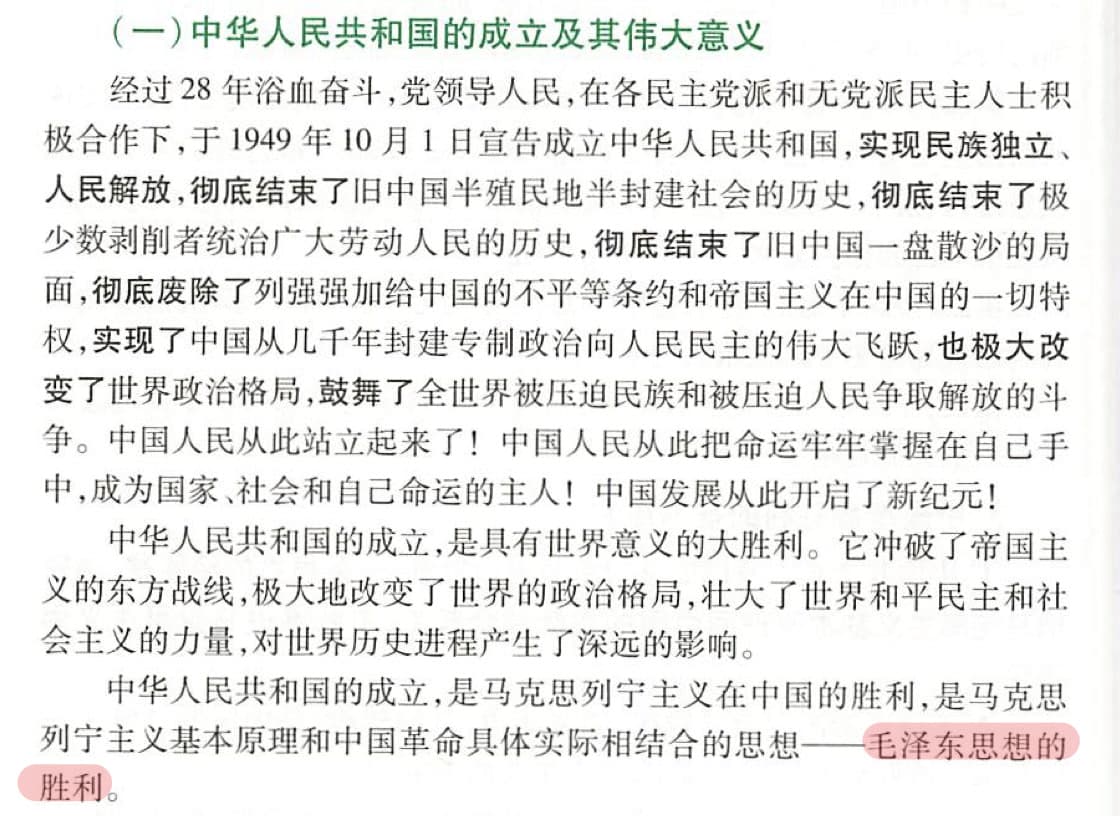 （一）中华人民共和国的成立及其伟大意义
经过28年浴血奋斗,党领导人民,在各民主党派和无党派民主人士积
极合作下,于1949年10月1日宣告成立中华人民共和国,实现民族独立、
人民解放,彻底结束了旧中国半殖民地半封建社会的历史,彻底结束了极
少数剥削者统治广大劳动人民的历史,彻底结束了旧中国一盘散沙的局
面,彻底废除了列强强加给中国的不平等条约和帝国主义在中国的一切特
权,实现了中国从几千年封建专制政治向人民民主的伟大飞跃,也极大改
变了世界政治格局,鼓舞了全世界被压迫民族和被压迫人民争取解放的斗
争。中国人民从此站立起来了！中国人民从此把命运牢牢掌握在自己手
中,成为国家、社会和自己命运的主人！中国发展从此开启了新纪元！
中华人民共和国的成立,是具有世界意义的大胜利。它冲破了帝国主
义的东方战线,极大地改变了世界的政治格局,壮大了世界和平民主和社
会主义的力量,对世界历史进程产生了深远的影响。
中华人民共和国的成立,是马克思列宁主义在中国的胜利,是马克思
列宁主义基本原理和中国革命具体实际相结合的思想——毛泽东思想的
胜利。